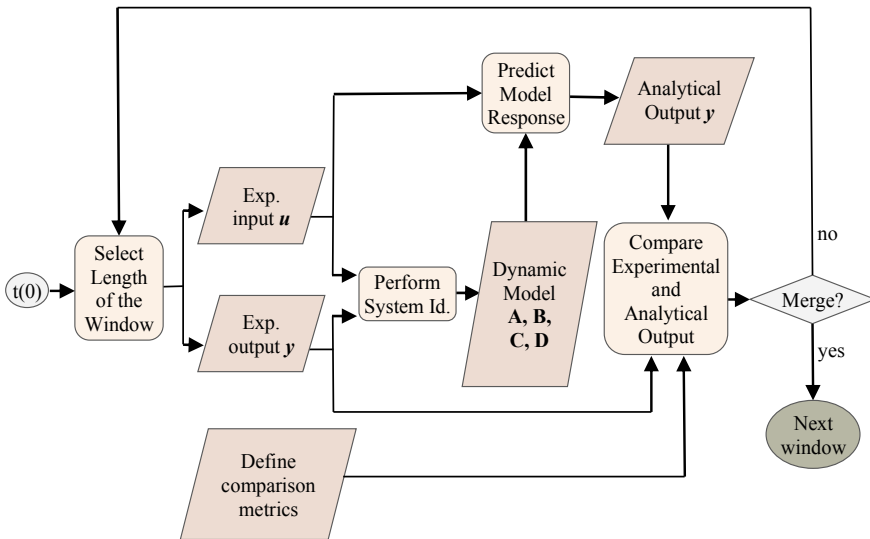 t(0)
Select
Length
of the
Window
Exp.
input u
Exp.
output y
Define
comparison
metrics
Perform
System Id.
Predict
Model
Response
Dynamic
Model
A, B,
C, D
Analytical
Output y
Compare
Experimental
and
Analytical
Output
Merge?
no
yes
Next
window